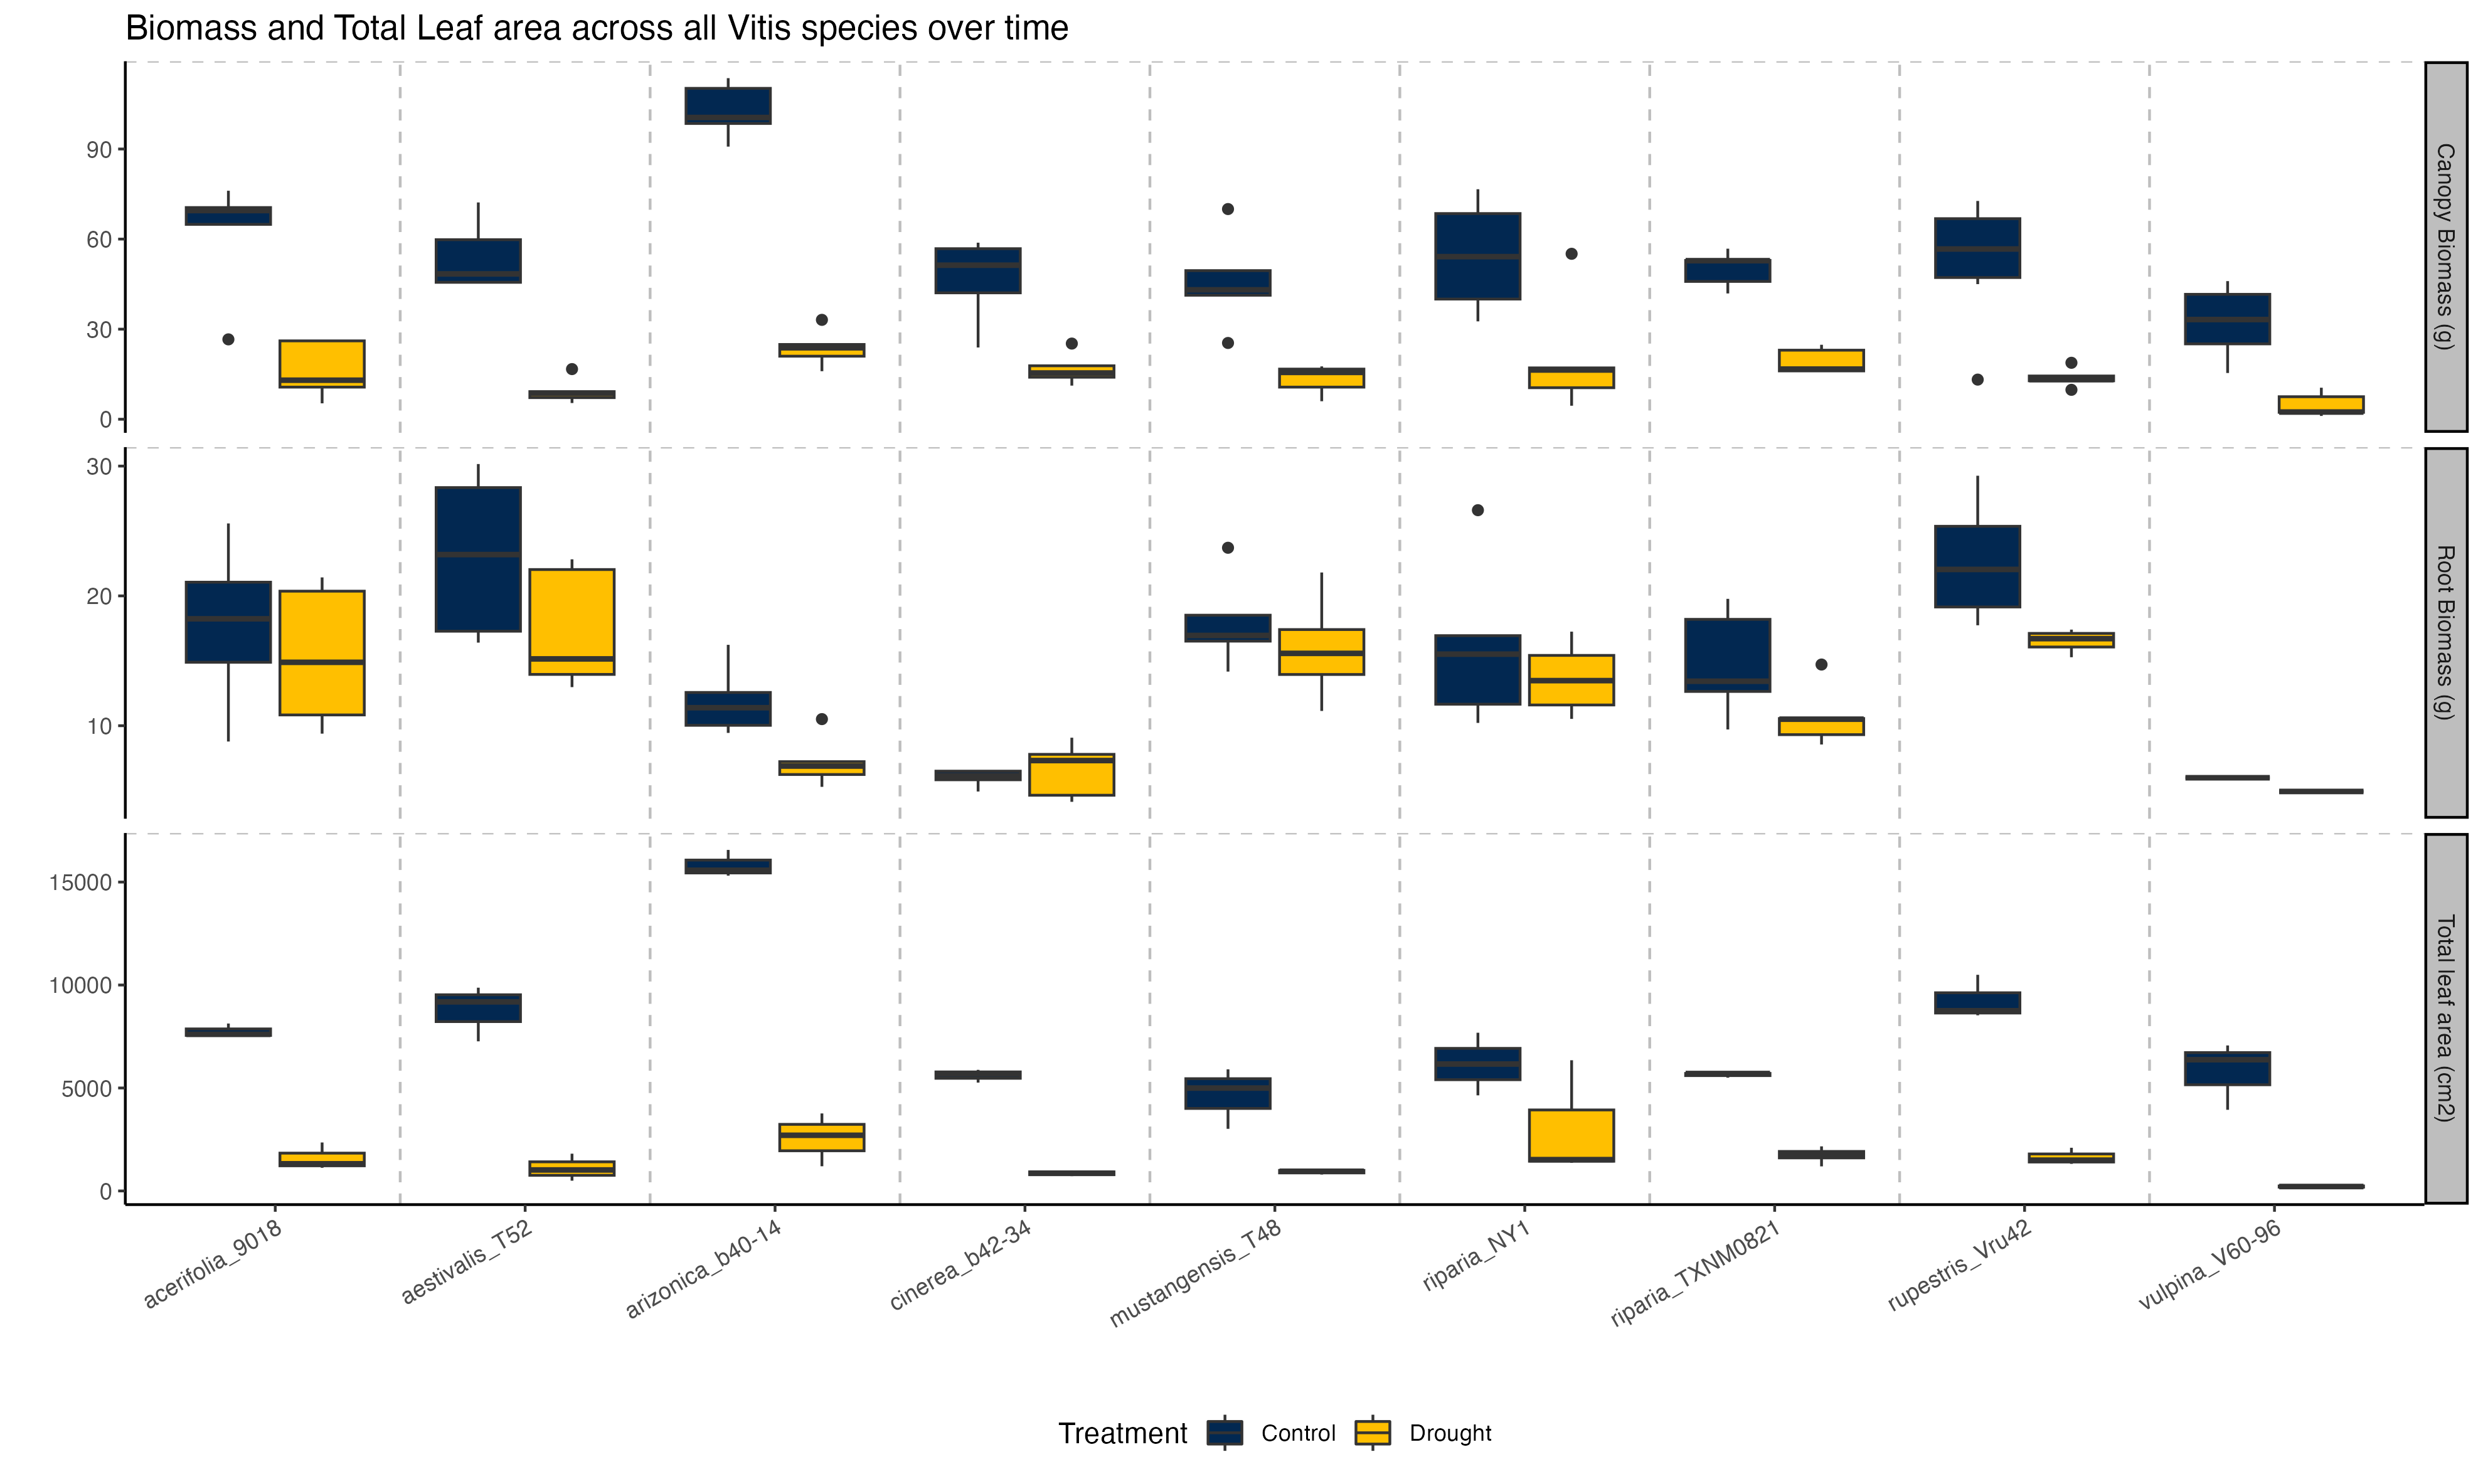 Biomass and Total Leaf area across all Vitis species over time
90
60
30
0
Canopy Biomass (g)
30
20
10
Root Biomass (g)
15000
10000
5000
0
Total leaf area (cm2)
acerifolia_9018
aestivalis_T52
arizonica_b40-14
cinerea_b42-34
mustangensis_T48
riparia_NY1
riparia_TXNM0821
rupestris_Vru42
vulpina_V60-96
Treatment Control Drought